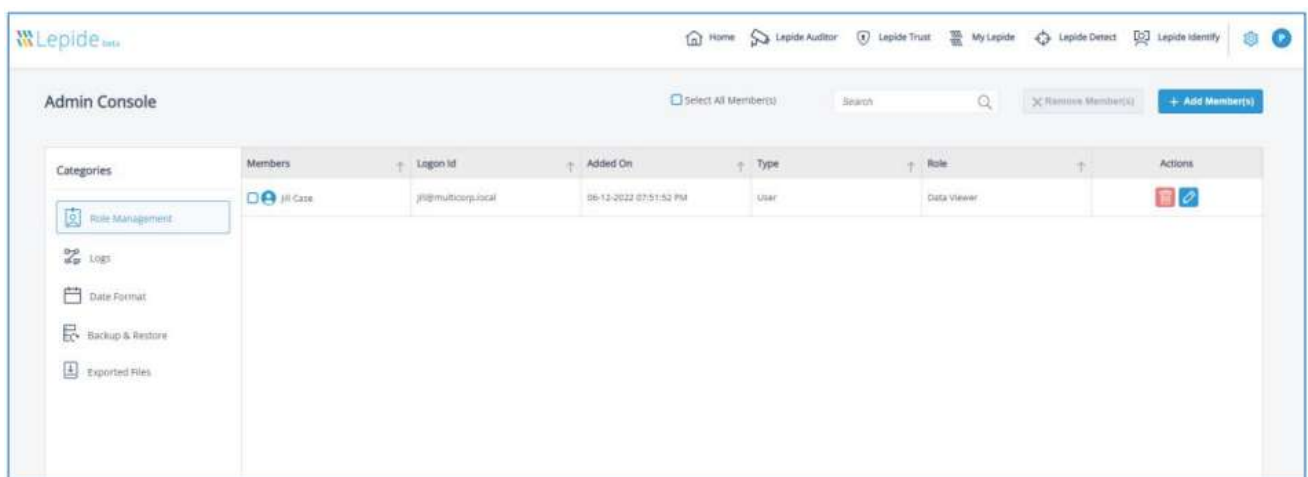 Lepide beta
Home Lepide Auditor Lepide Trust My Lepide Lepide Detect Lepide Identify P
Admin Console Select All Member(s) Search Remove Member(s) + Add Member(s)
Categories Members Logon Id Added On Type Role Actions
Jill Case jill@multicorp.local 06-12-2022 07:51:52 PM User Data Viewer
Role Management
Logs
Date Format
Backup & Restore
Exported Files